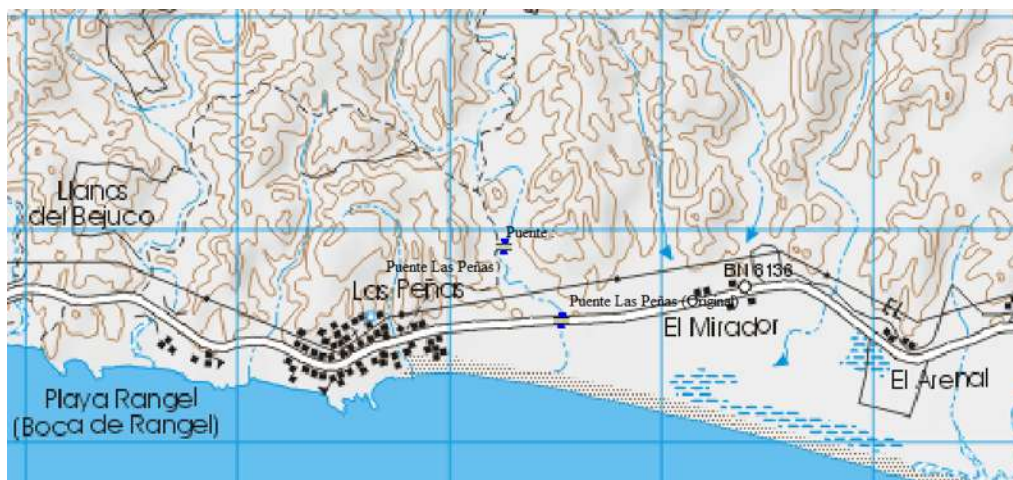 Llanos
del Bejuco
Puente
Puente Las Peñas
Las Peñas
BN 6136
Puente Las Peñas (Original)
El Mirador
EL
El Arenal
Playa Rangel
(Boca de Rangel)